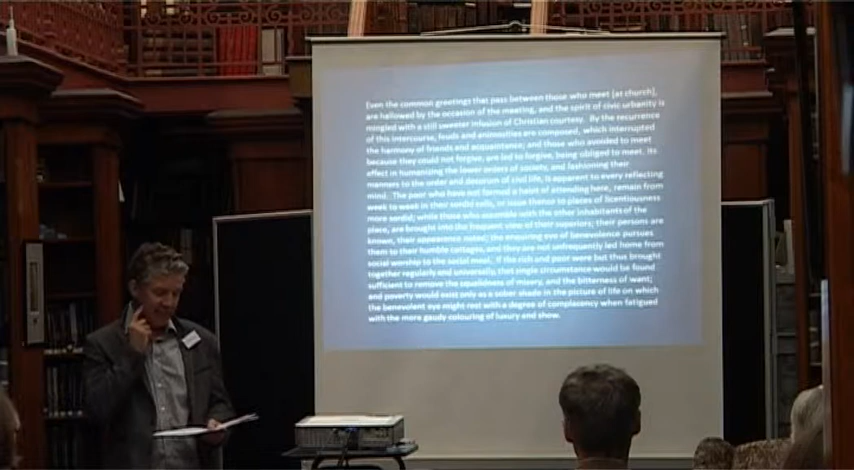 Even the common greetings that pass between those who meet [at church],
are hallowed by the occasion of the meeting, and the spirit of civic urbanity is
mingled with a still sweeter infusion of Christian courtesy. By the recurrence
of this intercourse, feuds and animosities are composed, which interrupted
the harmony of friends and acquaintance; and those who avoided to meet
because they could not forgive, are led to forgive, being obliged to meet. Its
effect in humanizing the lower orders of society, and fashioning their
manners to the order and decorum of civil life, is apparent to every reflecting
mind. The poor who have not formed a habit of attending here, remain from
week to week in their sordid cells, or issue thence to places of licentiousness
more sordid; while those who assemble with the other inhabitants of the
place, are brought into the frequent view of their superiors; their persons are
known, their appearance noted; the enquiring eye of benevolence pursues
them to their humble cottages, and they are not unfrequently led home from
social worship to the social meal. If the rich and poor were but thus brought
together regularly and universally, that single circumstance would be found
sufficient to remove the squalidness of misery, and the bitterness of want;
and poverty would exist only as a sober shade in the picture of life on which
the benevolent eye might rest with a degree of complacency when fatigued
with the more gaudy colouring of luxury and show.